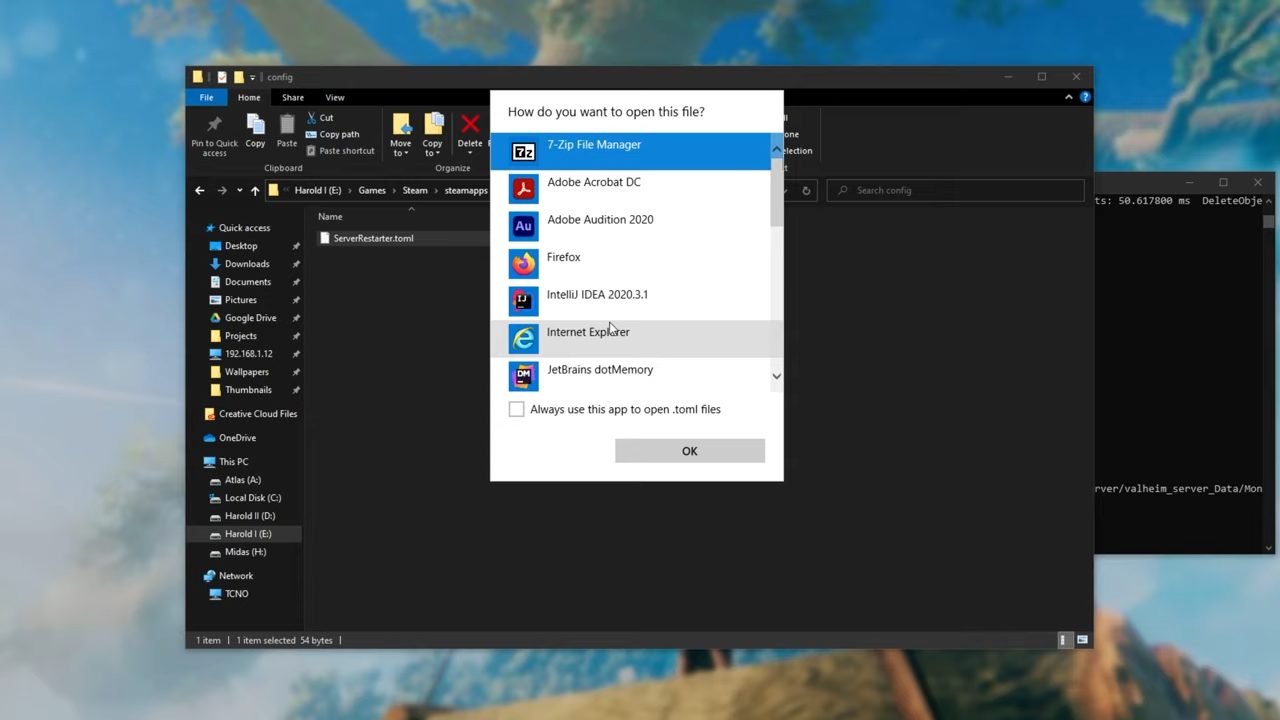 config
File
Home
Share
View
Pin to Quick
access
Copy
Paste
Cut
Copy path
Paste shortcut
Clipboard
Move
to
Copy
to
Delete
Organize
Harold I (E:) › Games › Steam › steamapps
Search config
Quick access
Desktop
Downloads
Documents
Pictures
Google Drive
Projects
192.168.1.12
Wallpapers
Thumbnails
Creative Cloud Files
OneDrive
This PC
Atlas (A:)
Local Disk (C:)
Harold II (D:)
Harold I (E:)
Midas (H:)
Network
TCNO
Name
ServerRestarter.toml
1 item
1 item selected 54 bytes
How do you want to open this file?
7z
7-Zip File Manager
Adobe Acrobat DC
Au
Adobe Audition 2020
Firefox
IJ
IntelliJ IDEA 2020.3.1
Internet Explorer
DM
JetBrains dotMemory
Always use this app to open .toml files
OK
ts: 50.617800 ms DeleteObje
rver/valheim_server_Data/Mon